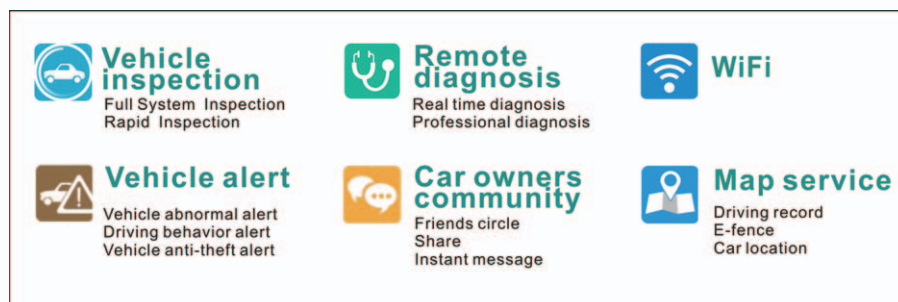 Vehicle
inspection
Full System Inspection
Rapid Inspection
Remote
diagnosis
Real time diagnosis
Professional diagnosis
WiFi
Vehicle alert
Vehicle abnormal alert
Driving behavior alert
Vehicle anti-theft alert
Car owners
community
Friends circle
Share
Instant message
Map service
Driving record
E-fence
Car location